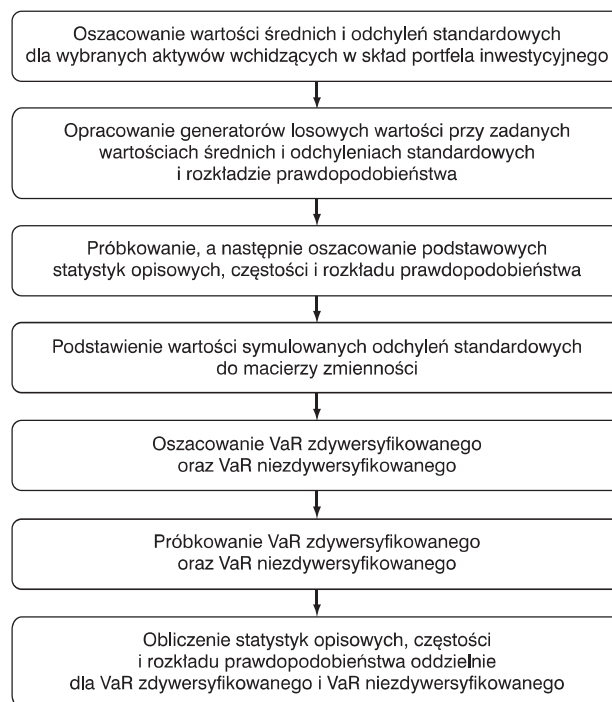 Oszacowanie wartości średnich i odchyleń standardowych
dla wybranych aktywów wchidzących w skład portfela inwestycyjnego
Opracowanie generatorów losowych wartości przy zadanych
wartościach średnich i odchyleniach standardowych
i rozkładzie prawdopodobieństwa
Próbkowanie, a następnie oszacowanie podstawowych
statystyk opisowych, częstości i rozkładu prawdopodobieństwa
Podstawienie wartości symulowanych odchyleń standardowych
do macierzy zmienności
Oszacowanie VaR zdywersyfikowanego
oraz VaR niezdywersyfikowanego
Próbkowanie VaR zdywersyfikowanego
oraz VaR niezdywersyfikowanego
Obliczenie statystyk opisowych, częstości
i rozkładu prawdopodobieństwa oddzielnie
dla VaR zdywersyfikowanego i VaR niezdywersyfikowanego